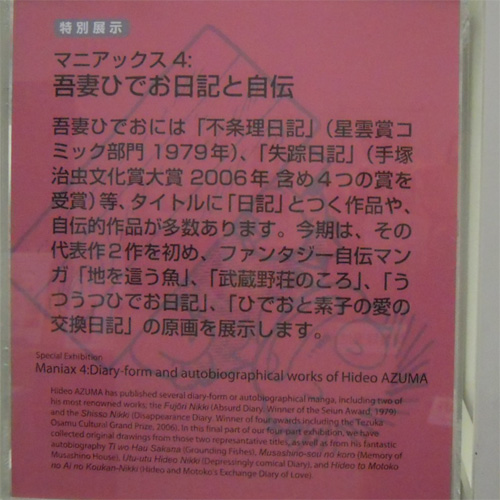 特別展示
マニアックス4:
吾妻ひでお日記と自伝
吾妻ひでおには「不条理日記」（星雲賞コ
ミック部門 1979年）、「失踪日記」（手塚
治虫文化賞大賞 2006年 含め4つの賞を
受賞）等、タイトルに「日記」とつく作品や、
自伝的作品が多数あります。今期は、その
代表作2作を初め、ファンタジー自伝マン
ガ「地を這う魚」、「武蔵野荘のころ」、「う
つうつひでお日記」、「ひでおと素子の愛の
交換日記」の原画を展示します。
Special Exhibition
Maniax 4:Diary-form and autobiographical works of Hideo AZUMA
Hideo AZUMA has published several diary-form or autobiographical manga, including two of
his most renowned works, the Fujōri Nikki (Absurd Diary, Winner of the Seiun Award, 1979)
and the Shisso Nikki (Disappearance Diary, Winner of four awards including the Tezuka
Osamu Cultural Grand Prize, 2006). In this final part of our four-part exhibition, we have
collected original drawings from those two representative titles, as well as from his fantastic
autobiography Ti wo Hau Sakana (Grounding Fishes), Musashino-sou no koro (Memory of
Musashino House), Utu-utu Hideo Nikki (Depressingly comical Diary), and Hideo to Motoko
no Ai no Koukan-Nikki (Hideo and Motoko's Exchange Diary of Love).